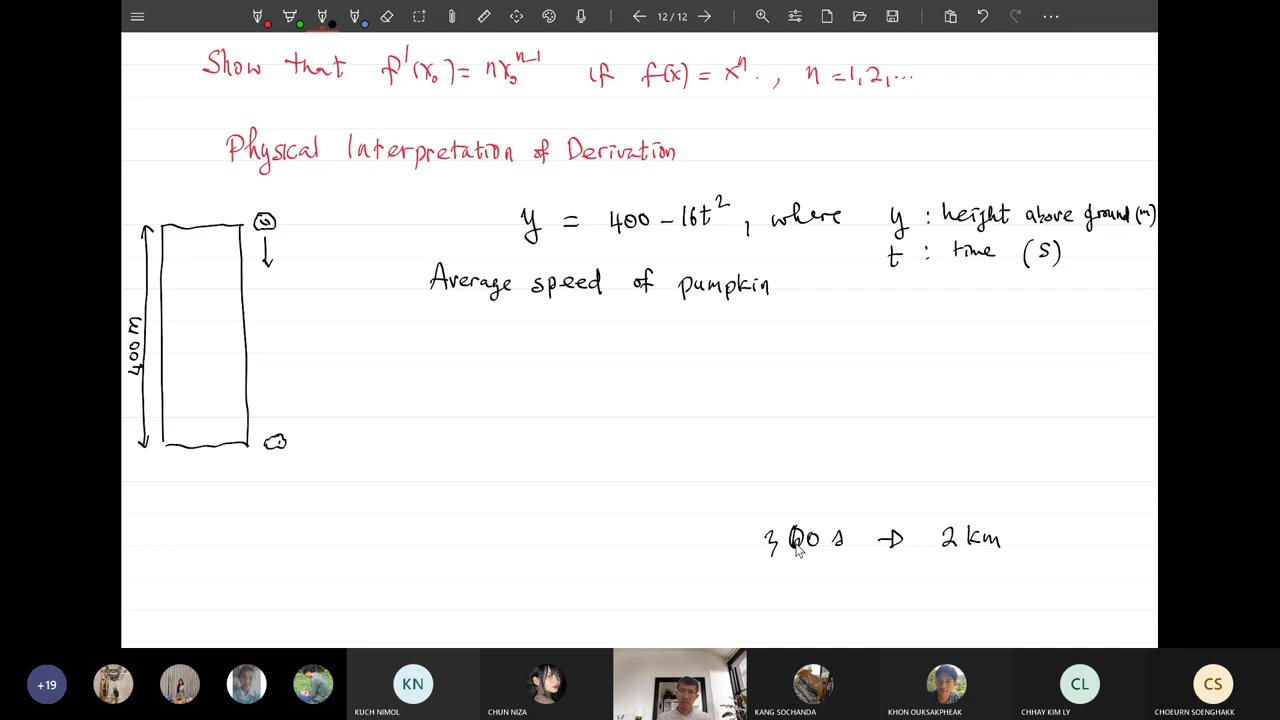 12 / 12
Show that f'(x₀) = nx₀ⁿ⁻¹ if f(x) = xⁿ., n = 1, 2, ...
Physical Interpretation of Derivation
y = 400 - 16t², where y : height above ground (m)
t : time (s)
Average speed of pumpkin
400 m
300 s → 2 km
+19
KN
KUCH NIMOL
CHUN NIZA
KANG SOCHANDA
KHON OUKSAKPHEAK
CL
CHHAY KIM LY
CS
CHOEURN SOENGHAKK